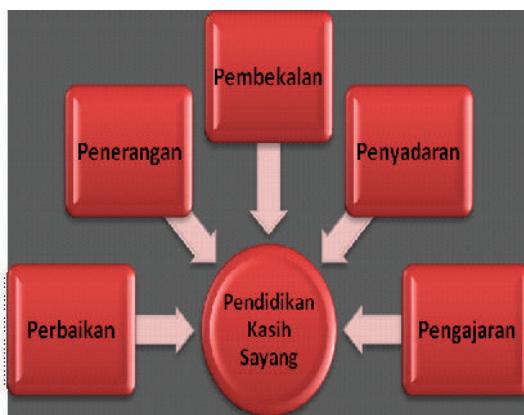 Pembekalan
Penerangan
Penyadaran
Perbaikan
Pendidikan
Kasih
Sayang
Pengajaran